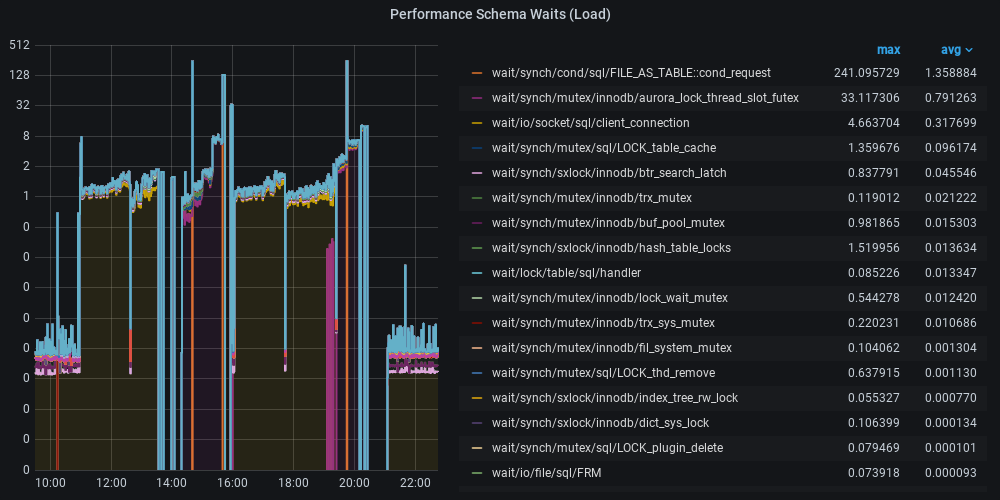 Performance Schema Waits (Load)
512
128
32
8
2
1
0
0
0
0
0
0
0
0
0
10:00 12:00 14:00 16:00 18:00 20:00 22:00
max avg
wait/synch/cond/sql/FILE_AS_TABLE::cond_request 241.095729 1.358884
wait/synch/mutex/innodb/aurora_lock_thread_slot_futex 33.117306 0.791263
wait/io/socket/sql/client_connection 4.663704 0.317699
wait/synch/mutex/sql/LOCK_table_cache 1.359676 0.096174
wait/synch/sxlock/innodb/btr_search_latch 0.837791 0.045546
wait/synch/mutex/innodb/trx_mutex 0.119012 0.021222
wait/synch/mutex/innodb/buf_pool_mutex 0.981865 0.015303
wait/synch/sxlock/innodb/hash_table_locks 1.519956 0.013634
wait/lock/table/sql/handler 0.085226 0.013347
wait/synch/mutex/innodb/lock_wait_mutex 0.544278 0.012420
wait/synch/mutex/innodb/trx_sys_mutex 0.220231 0.010686
wait/synch/mutex/innodb/fil_system_mutex 0.104062 0.001304
wait/synch/mutex/sql/LOCK_thd_remove 0.637915 0.001130
wait/synch/sxlock/innodb/index_tree_rw_lock 0.055327 0.000770
wait/synch/sxlock/innodb/dict_sys_lock 0.106399 0.000134
wait/synch/mutex/sql/LOCK_plugin_delete 0.079469 0.000101
wait/io/file/sql/FRM 0.073918 0.000093